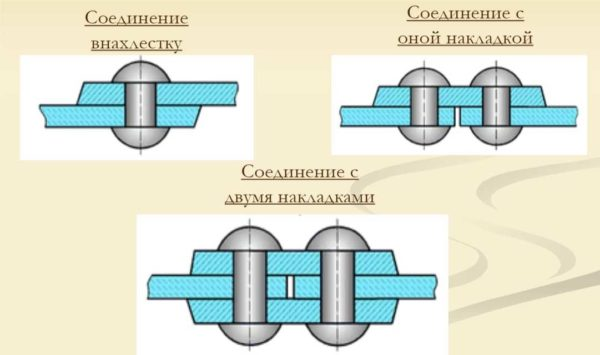 Соединение
внахлестку
Соединение с
оной накладкой
Соединение с
двумя накладками